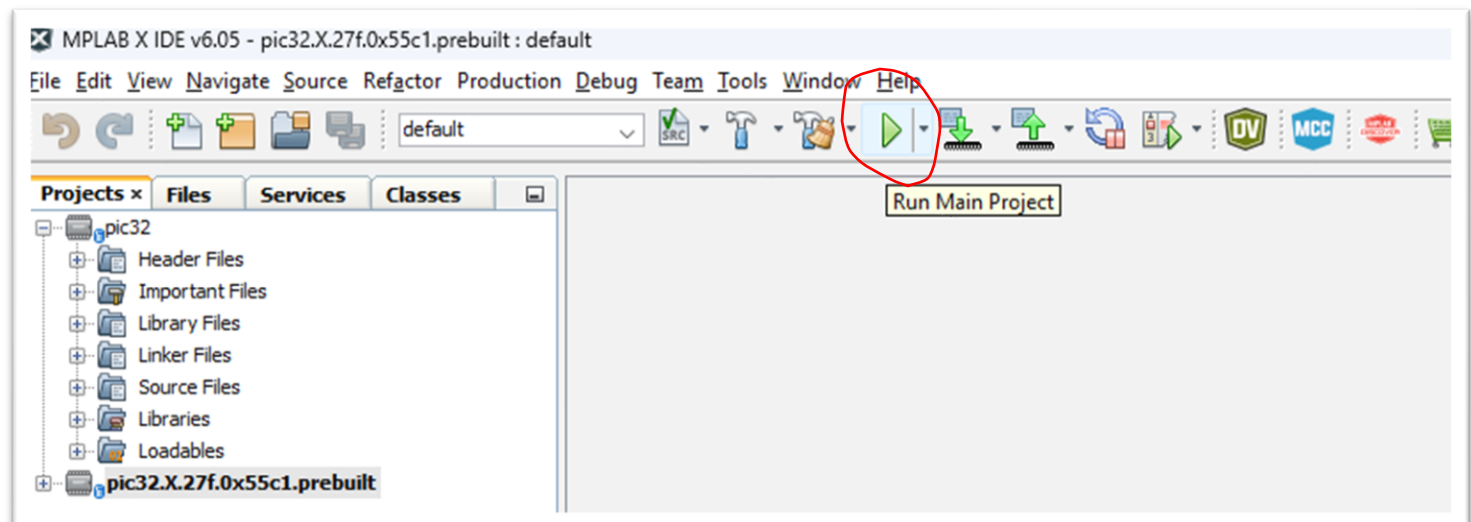 MPLAB X IDE v6.05 - pic32.X.27f.0x55c1.prebuilt : default
File Edit View Navigate Source Refactor Production Debug Team Tools Window Help
default SRC DV MCC
Run Main Project
Projects × Files Services Classes
pic32
Header Files
Important Files
Library Files
Linker Files
Source Files
Libraries
Loadables
pic32.X.27f.0x55c1.prebuilt